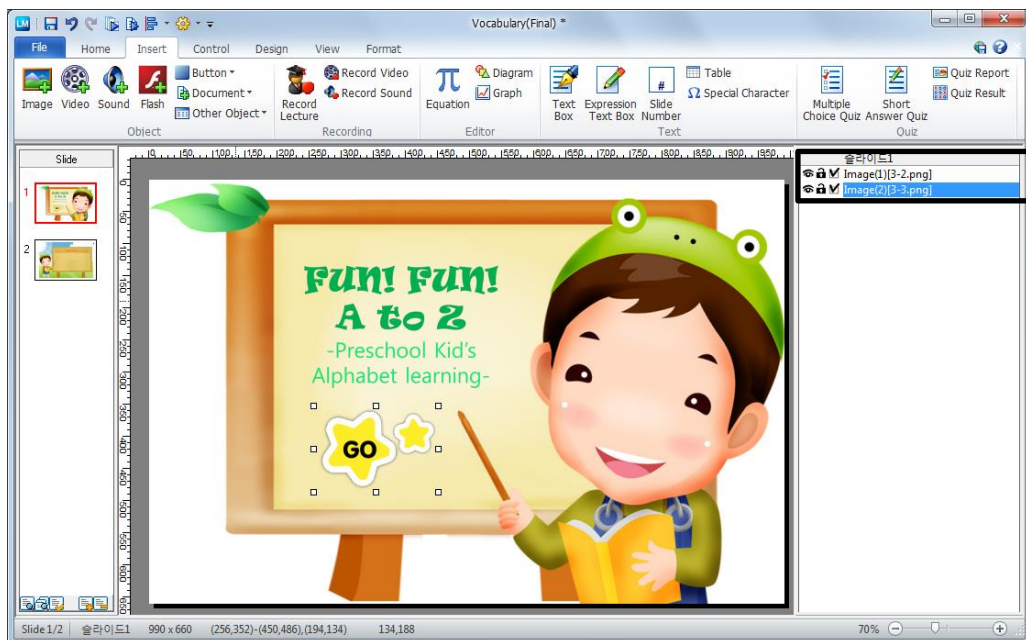 LM
Vocabulary(Final) *
File Home Insert Control Design View Format
Image Video Sound Flash
Button
Document
Other Object
Object
Record Lecture
Record Video
Record Sound
Recording
Equation
Diagram
Graph
Editor
Text Box
Expression Text Box
Slide Number
Table
Special Character
Text
Multiple Choice Quiz
Short Answer Quiz
Quiz Report
Quiz Result
Quiz
Slide
1
2
슬라이드1
Image(1)[3-2.png]
Image(2)[3-3.png]
FUN! FUN!
A to Z
-Preschool Kid's
Alphabet learning-
GO
Slide 1/2 슬라이드1 990 x 660 (256,352)-(450,486),(194,134) 134,188 70%